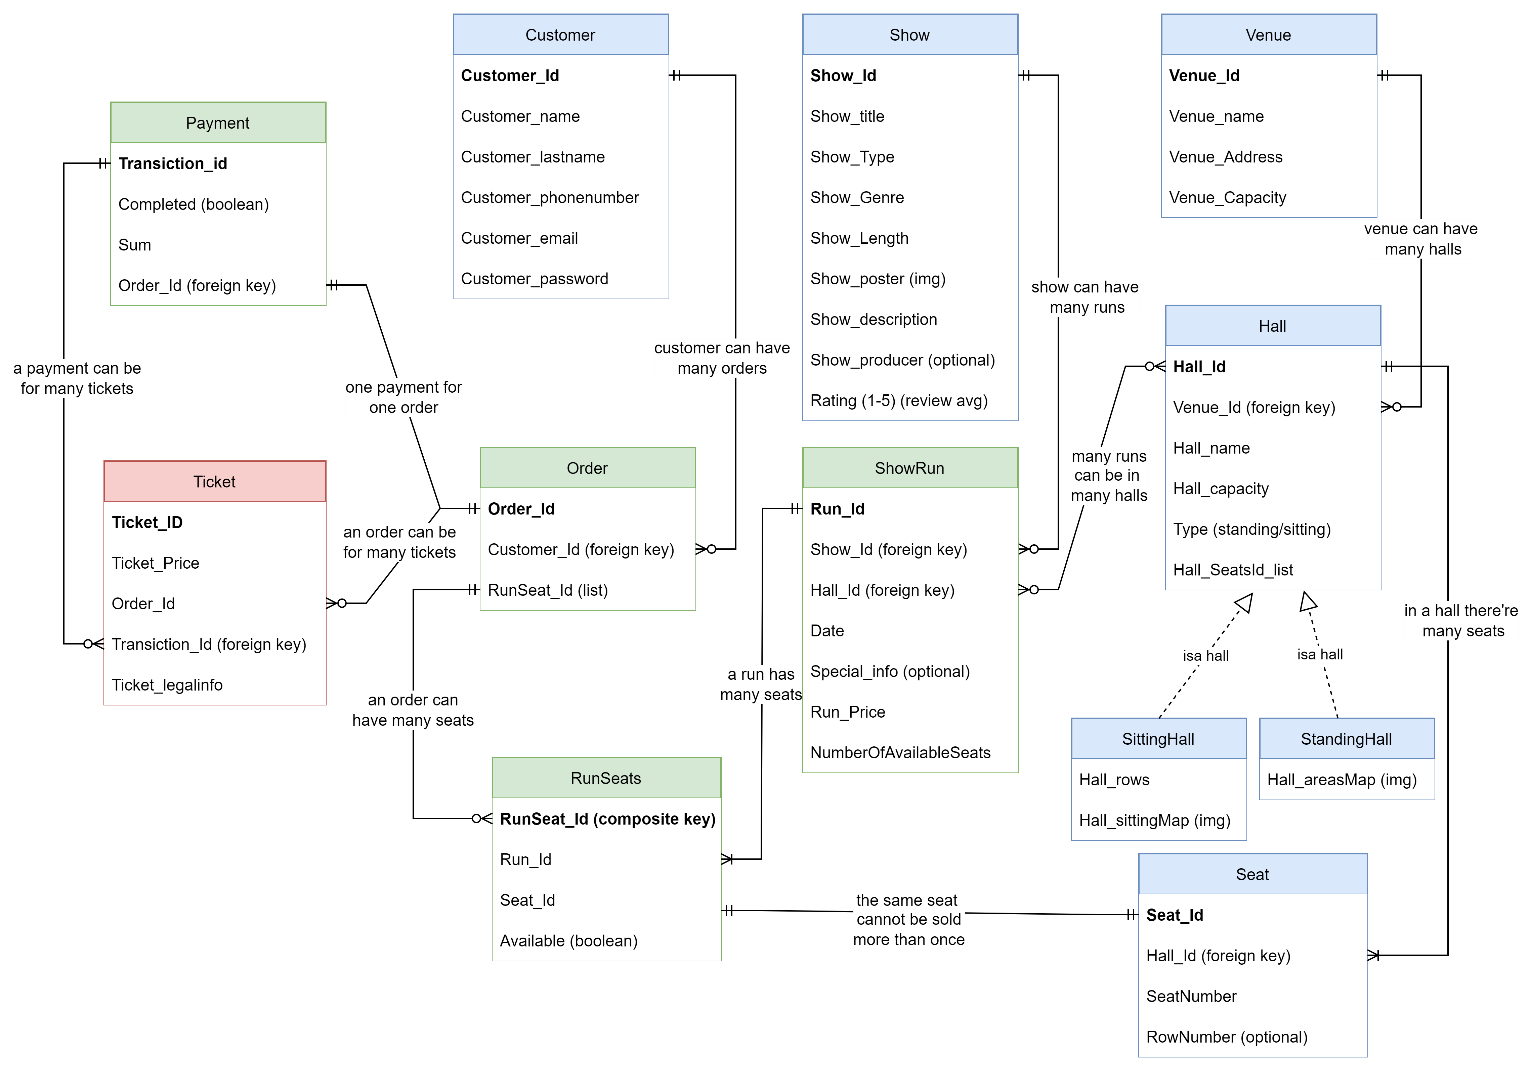 Customer
Customer_Id
Customer_name
Customer_lastname
Customer_phonenumber
Customer_email
Customer_password
Show
Show_Id
Show_title
Show_Type
Show_Genre
Show_Length
Show_poster (img)
Show_description
Show_producer (optional)
Rating (1-5) (review avg)
Venue
Venue_Id
Venue_name
Venue_Address
Venue_Capacity
Payment
Transiction_id
Completed (boolean)
Sum
Order_Id (foreign key)
venue can have
many halls
show can have
many runs
customer can have
many orders
a payment can be
for many tickets
one payment for
one order
Hall
Hall_Id
Venue_Id (foreign key)
Hall_name
Hall_capacity
Type (standing/sitting)
Hall_SeatsId_list
many runs
can be in
many halls
Ticket
Ticket_ID
Ticket_Price
Order_Id
Transiction_Id (foreign key)
Ticket_legalinfo
an order can be
for many tickets
Order
Order_Id
Customer_Id (foreign key)
RunSeat_Id (list)
ShowRun
Run_Id
Show_Id (foreign key)
Hall_Id (foreign key)
Date
Special_info (optional)
Run_Price
NumberOfAvailableSeats
in a hall there're
many seats
isa hall
isa hall
a run has
many seats
an order can
have many seats
SittingHall
Hall_rows
Hall_sittingMap (img)
StandingHall
Hall_areasMap (img)
RunSeats
RunSeat_Id (composite key)
Run_Id
Seat_Id
Available (boolean)
the same seat
cannot be sold
more than once
Seat
Seat_Id
Hall_Id (foreign key)
SeatNumber
RowNumber (optional)